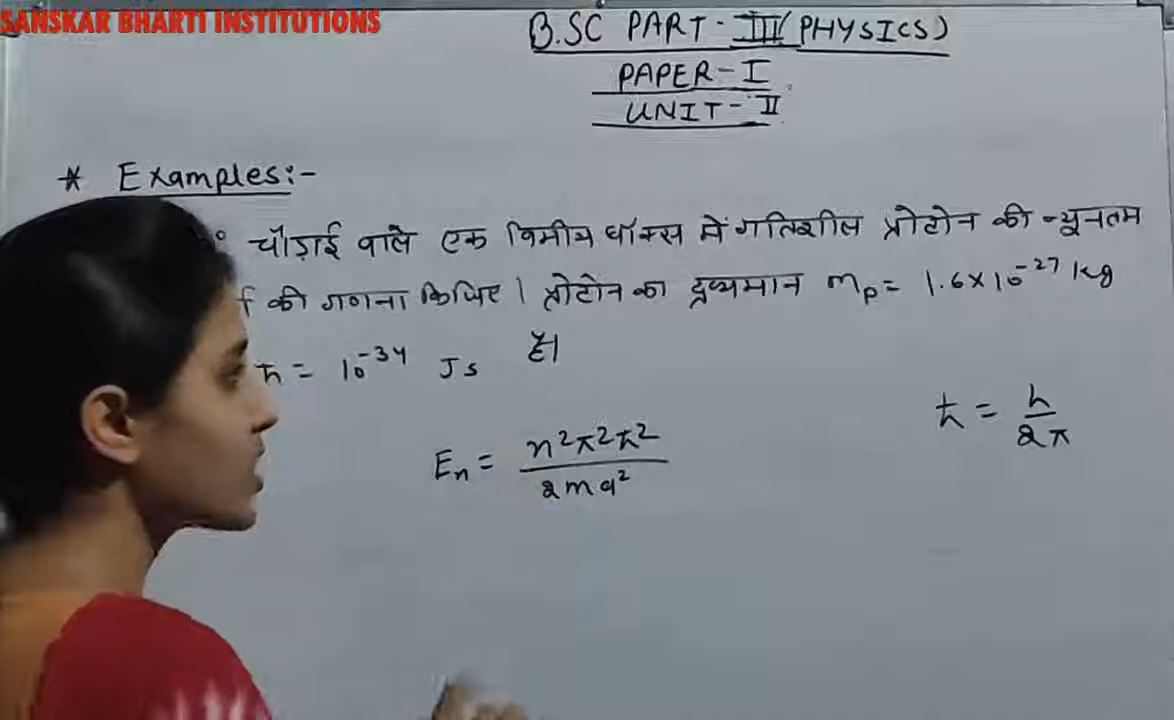 SANSKAR BHARTI INSTITUTIONS
B.SC PART-III (PHYSICS)
PAPER-I
UNIT-II
* Examples:-
चौड़ाई वाले एक विमीय बॉक्स में गतिशील प्रोटोन की न्यूनतम
की गणना किजिए। प्रोटोन का द्रव्यमान mₚ = 1.6×10⁻²⁷ kg
ℏ = 10⁻³⁴ Js है।
ℏ = h/2π
Eₙ = n²π²ℏ²/2ma²